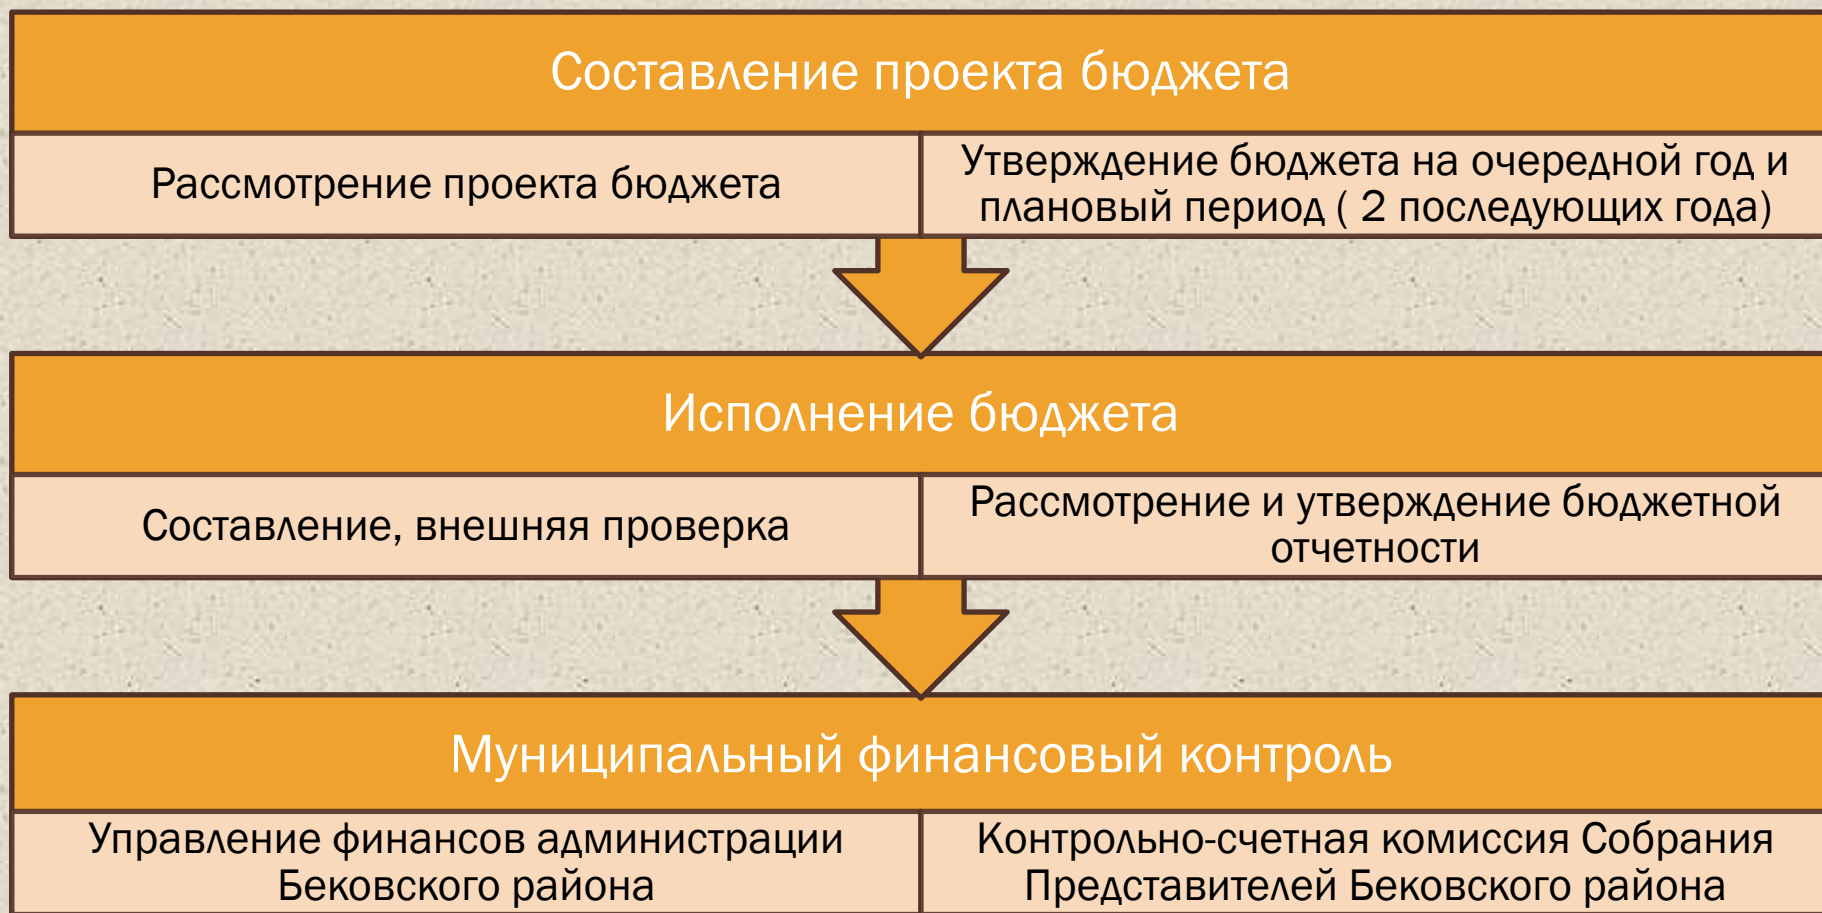 Составление проекта бюджета
Рассмотрение проекта бюджета
Утверждение бюджета на очередной год и
плановый период ( 2 последующих года)
Исполнение бюджета
Составление, внешняя проверка
Рассмотрение и утверждение бюджетной
отчетности
Муниципальный финансовый контроль
Управление финансов администрации
Бековского района
Контрольно-счетная комиссия Собрания
Представителей Бековского района